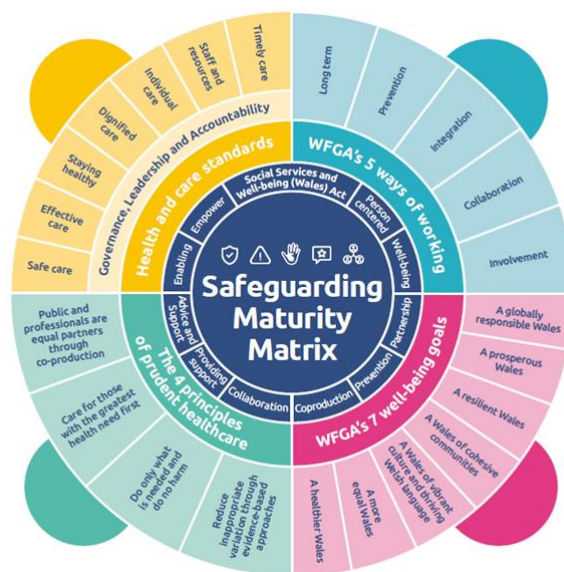 Safeguarding
Maturity
Matrix
Social Services and
Well-being (Wales) Act
Person
centered
Well-being
Partnership
Prevention
Coproduction
Collaboration
Providing
support
Advice and
Support
Enabling
Empower
Health and care standards
Governance, Leadership and Accountability
Safe care
Effective
care
Staying
healthy
Dignified
care
Individual
care
Staff and
resources
Timely care
WFGA's 5 ways of working
Long term
Prevention
Integration
Collaboration
Involvement
WFGA's 7 well-being goals
A globally
responsible Wales
A prosperous
Wales
A resilient Wales
A Wales of cohesive
communities
A Wales of vibrant
culture and thriving
Welsh language
A more
equal Wales
A healthier Wales
The 4 principles
of prudent healthcare
Public and
professionals are
equal partners
through
co-production
Care for those
with the greatest
health need first
Do only what
is needed and
do no harm
Reduce
inappropriate
variation through
evidence-based
approaches